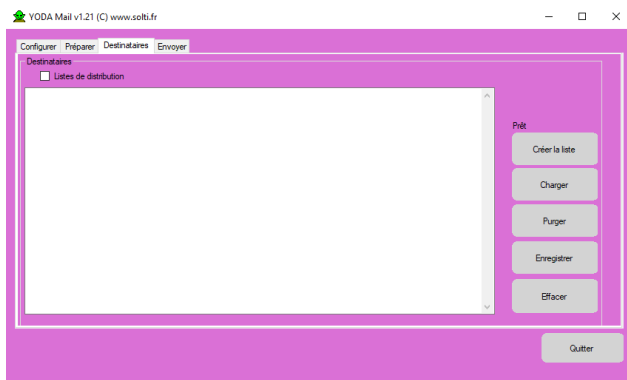 YODA Mail v1.21 (C) www.solti.fr
Configurer Préparer Destinataires Envoyer
Destinataires
Listes de distribution
Prêt
Créer la liste
Charger
Purger
Enregistrer
Effacer
Quitter